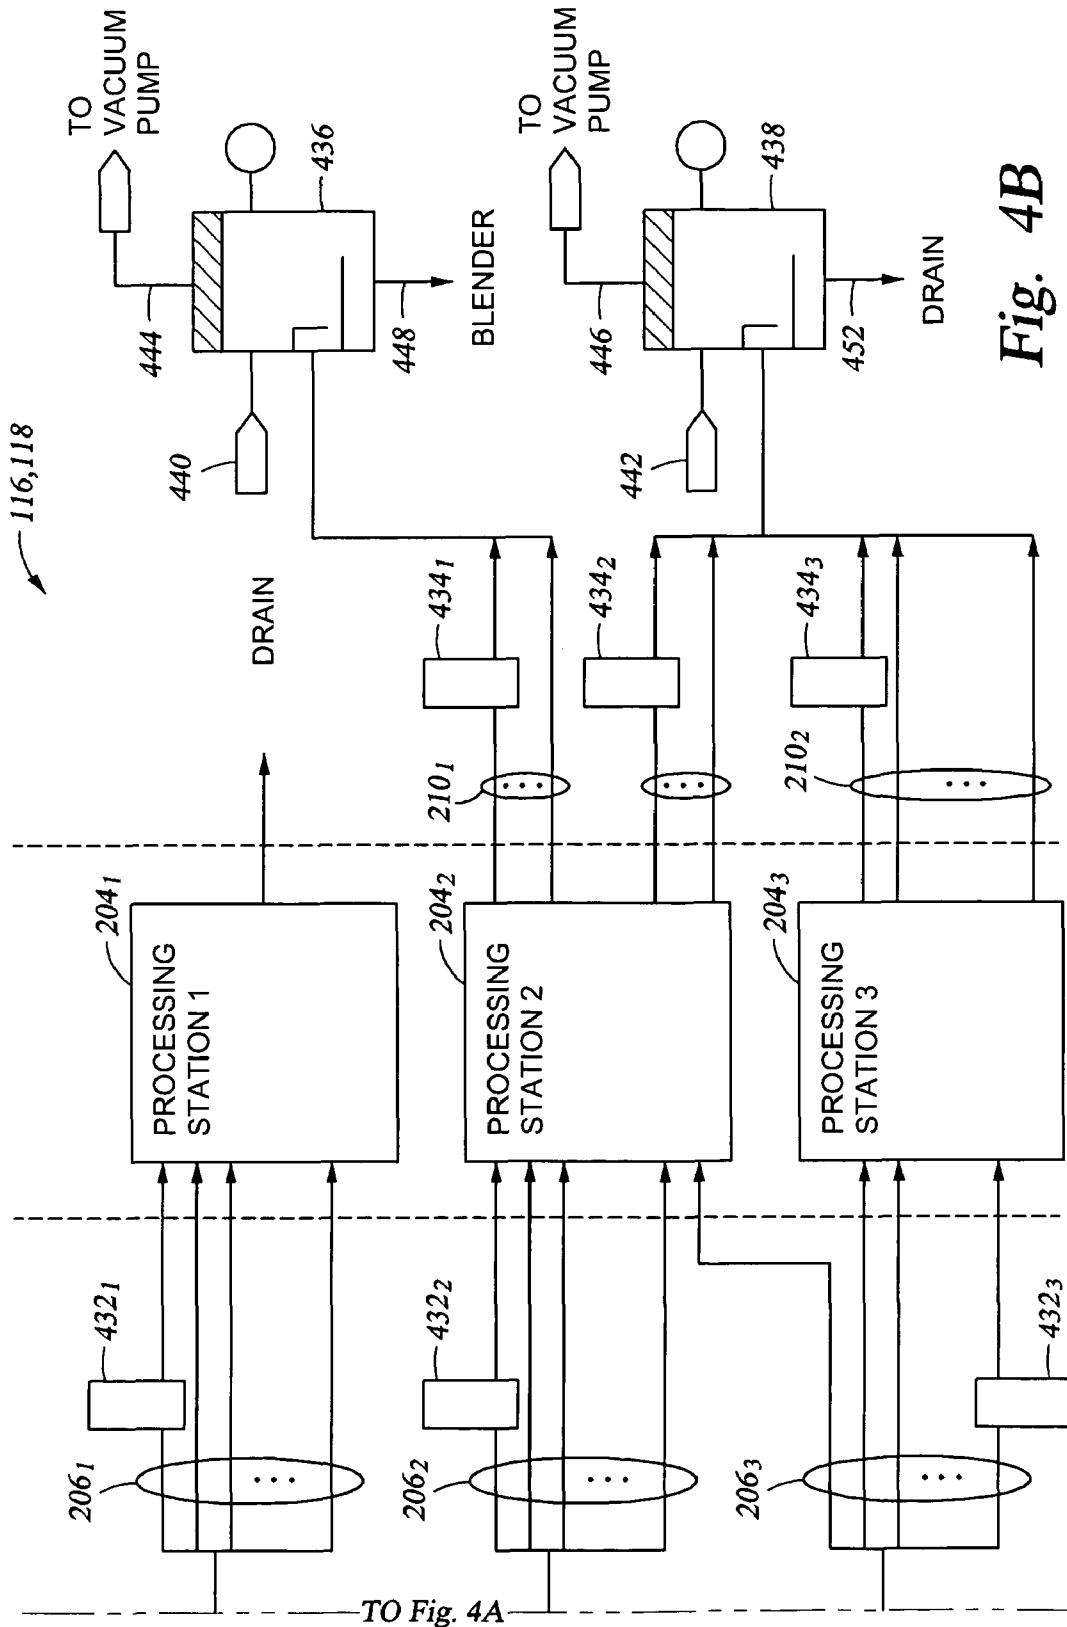 116,118
TO
VACUUM
PUMP
444
436
440
448
BLENDER
TO
VACUUM
PUMP
446
438
442
452
DRAIN
DRAIN
434₁
434₂
434₃
210₁
210₂
204₁
PROCESSING
STATION 1
204₂
PROCESSING
STATION 2
204₃
PROCESSING
STATION 3
432₁
432₂
432₃
206₁
206₂
206₃
TO Fig. 4A
Fig. 4B